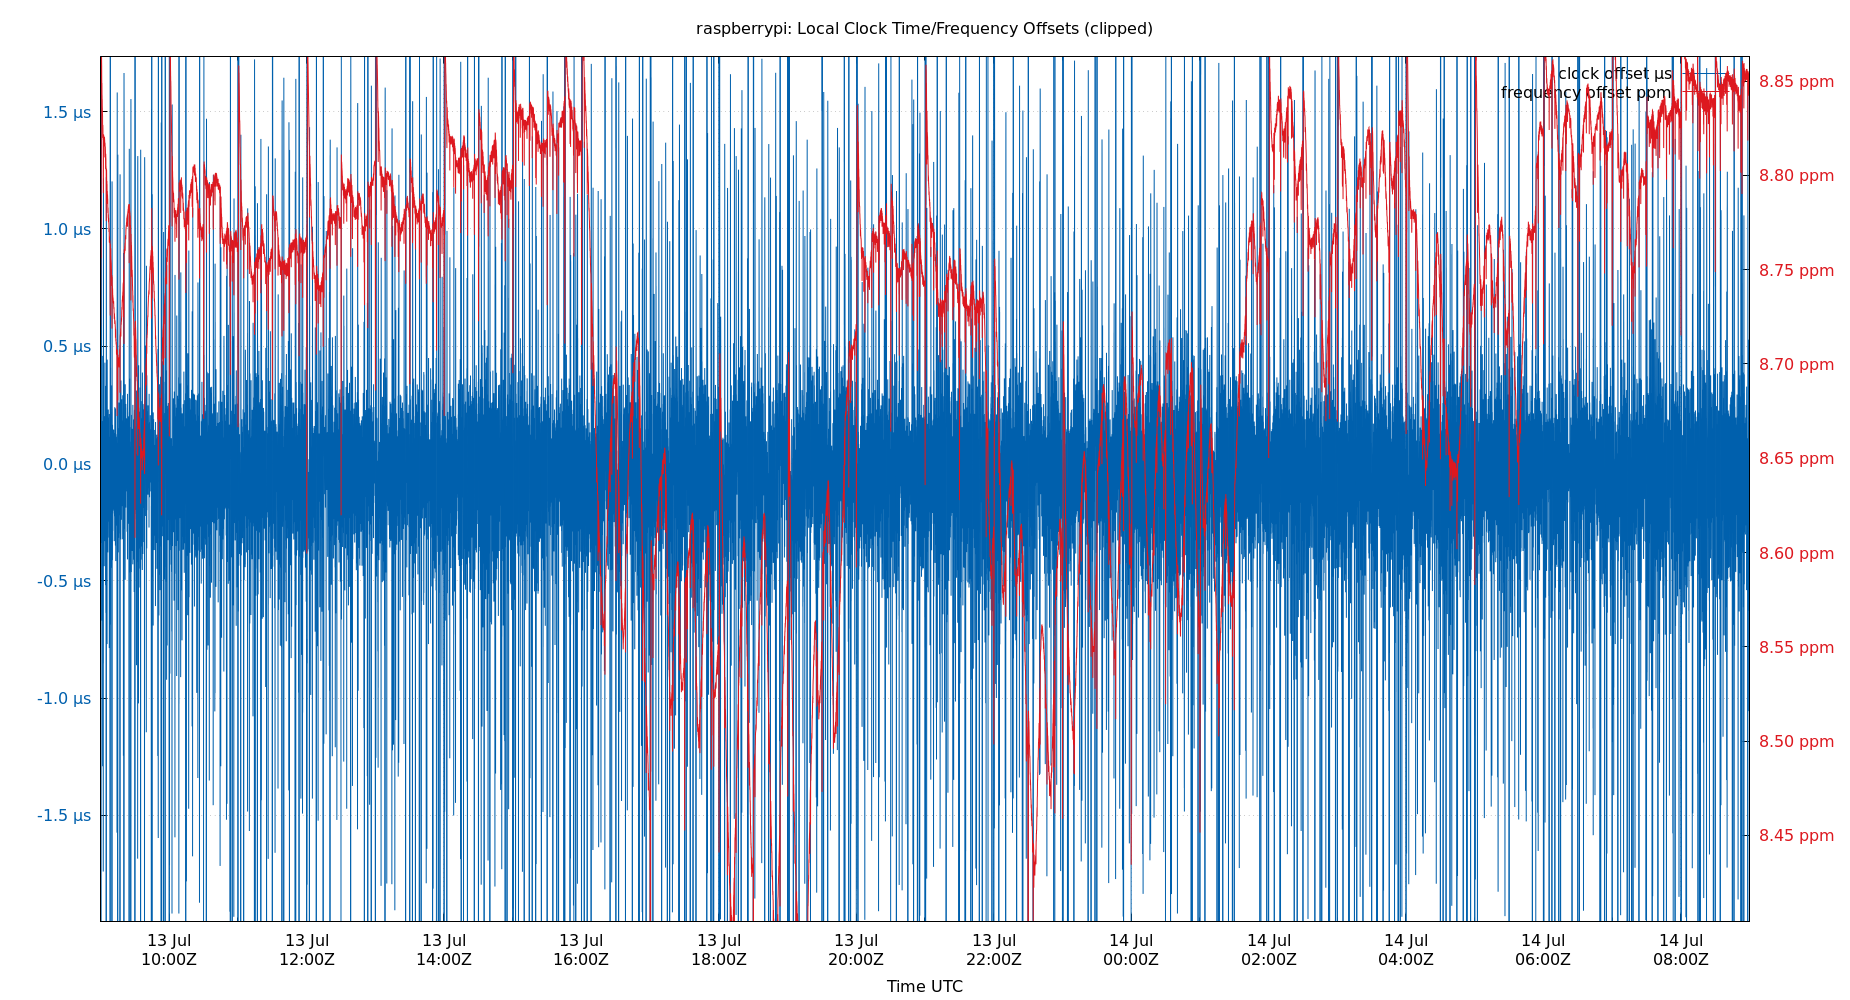 raspberrypi: Local Clock Time/Frequency Offsets (clipped)
clock offset µs
frequency offset ppm
1.5 µs
1.0 µs
0.5 µs
0.0 µs
-0.5 µs
-1.0 µs
-1.5 µs
8.85 ppm
8.80 ppm
8.75 ppm
8.70 ppm
8.65 ppm
8.60 ppm
8.55 ppm
8.50 ppm
8.45 ppm
13 Jul 10:00Z
13 Jul 12:00Z
13 Jul 14:00Z
13 Jul 16:00Z
13 Jul 18:00Z
13 Jul 20:00Z
13 Jul 22:00Z
14 Jul 00:00Z
14 Jul 02:00Z
14 Jul 04:00Z
14 Jul 06:00Z
14 Jul 08:00Z
Time UTC